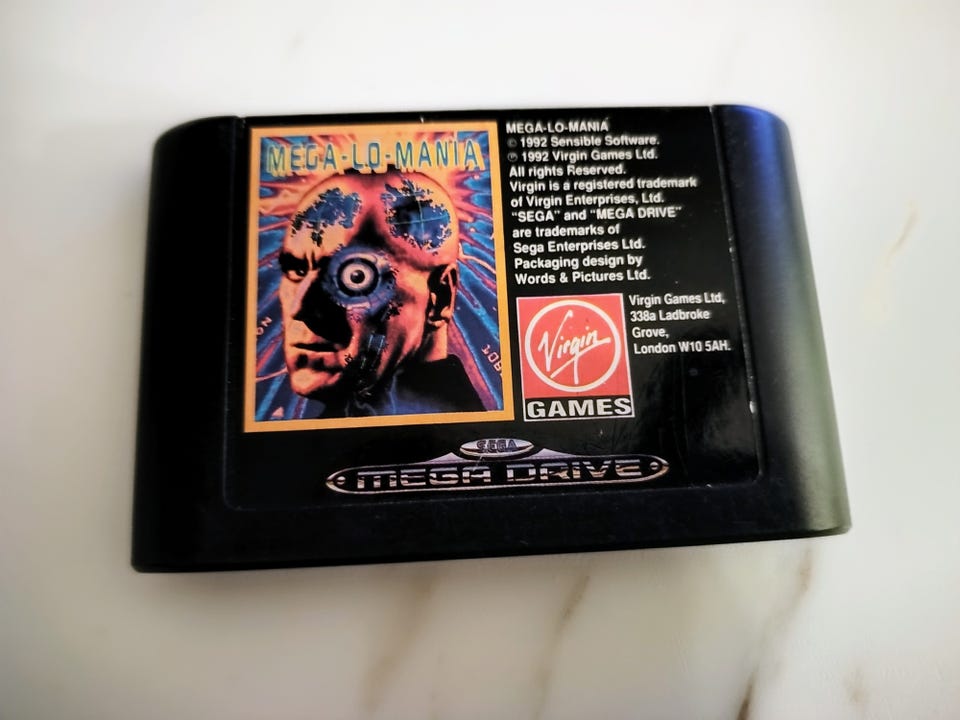 MEGA-LO-MANIA
MEGA-LO-MANIA
© 1992 Sensible Software.
℗ 1992 Virgin Games Ltd.
All rights Reserved.
Virgin is a registered trademark
of Virgin Enterprises, Ltd.
“SEGA” and “MEGA DRIVE”
are trademarks of
Sega Enterprises Ltd.
Packaging design by
Words & Pictures Ltd.
Virgin
GAMES
Virgin Games Ltd,
338a Ladbroke
Grove,
London W10 5AH.
SEGA
MEGA DRIVE